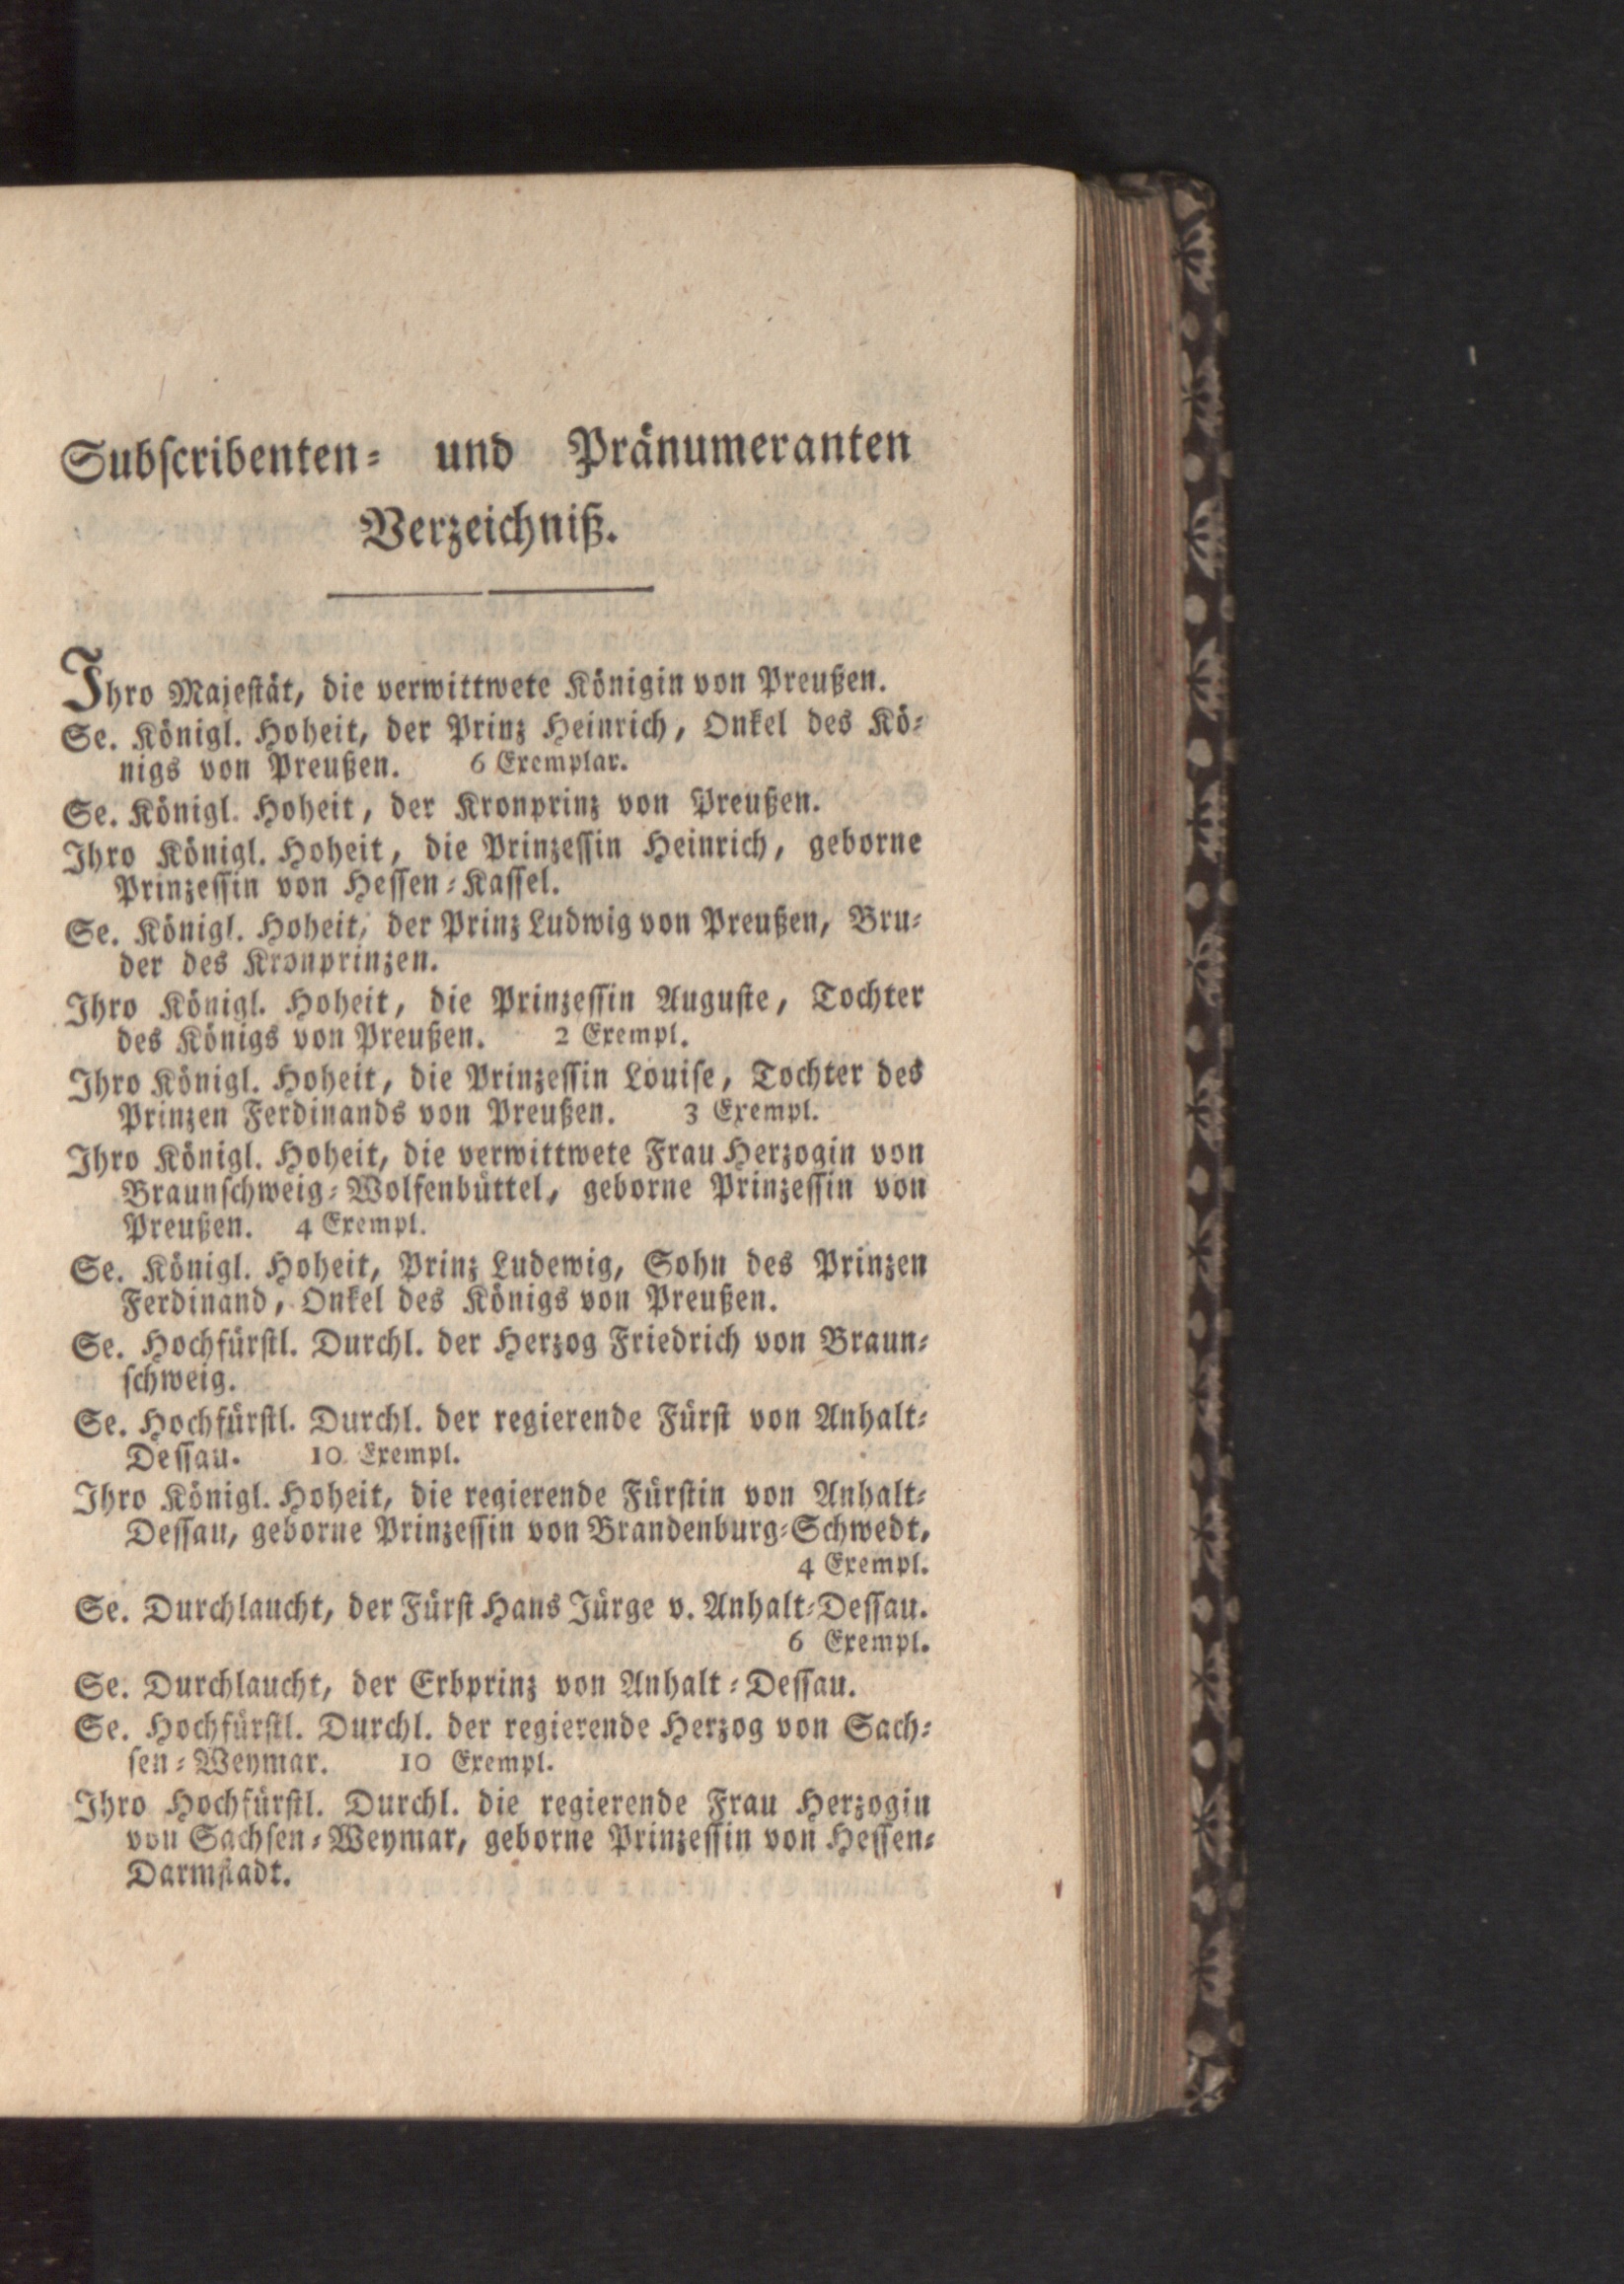 Subscribenten- und Pränumeranten
Verzeichniß.
Ihro Majestät, die verwittwete Königin von Preußen.
Se. Königl. Hoheit, der Prinz Heinrich, Onkel des Kö-
nigs von Preußen. 6 Exemplar.
Se. Königl. Hoheit, der Kronprinz von Preußen.
Ihro Königl. Hoheit, die Prinzessin Heinrich, geborne
Prinzessin von Hessen-Kassel.
Se. Königl. Hoheit, der Prinz Ludwig von Preußen, Bru-
der des Kronprinzen.
Ihro Königl. Hoheit, die Prinzessin Auguste, Tochter
des Königs von Preußen. 2 Exempl.
Ihro Königl. Hoheit, die Prinzessin Louise, Tochter des
Prinzen Ferdinands von Preußen. 3 Exempl.
Ihro Königl. Hoheit, die verwittwete Frau Herzogin von
Braunschweig-Wolfenbüttel, geborne Prinzessin von
Preußen. 4 Exempl.
Se. Königl. Hoheit, Prinz Ludewig, Sohn des Prinzen
Ferdinand, Onkel des Königs von Preußen.
Se. Hochfürstl. Durchl. der Herzog Friedrich von Braun-
schweig.
Se. Hochfürstl. Durchl. der regierende Fürst von Anhalt-
Dessau. 10 Exempl.
Ihro Königl. Hoheit, die regierende Fürstin von Anhalt-
Dessau, geborne Prinzessin von Brandenburg-Schwedt,
4 Exempl.
Se. Durchlaucht, der Fürst Hans Jürge v. Anhalt-Dessau.
6 Exempl.
Se. Durchlaucht, der Erbprinz von Anhalt-Dessau.
Se. Hochfürstl. Durchl. der regierende Herzog von Sach-
sen-Weymar. 10 Exempl.
Ihro Hochfürstl. Durchl. die regierende Frau Herzogin
von Sachsen-Weymar, geborne Prinzessin von Hessen-
Darmstadt.